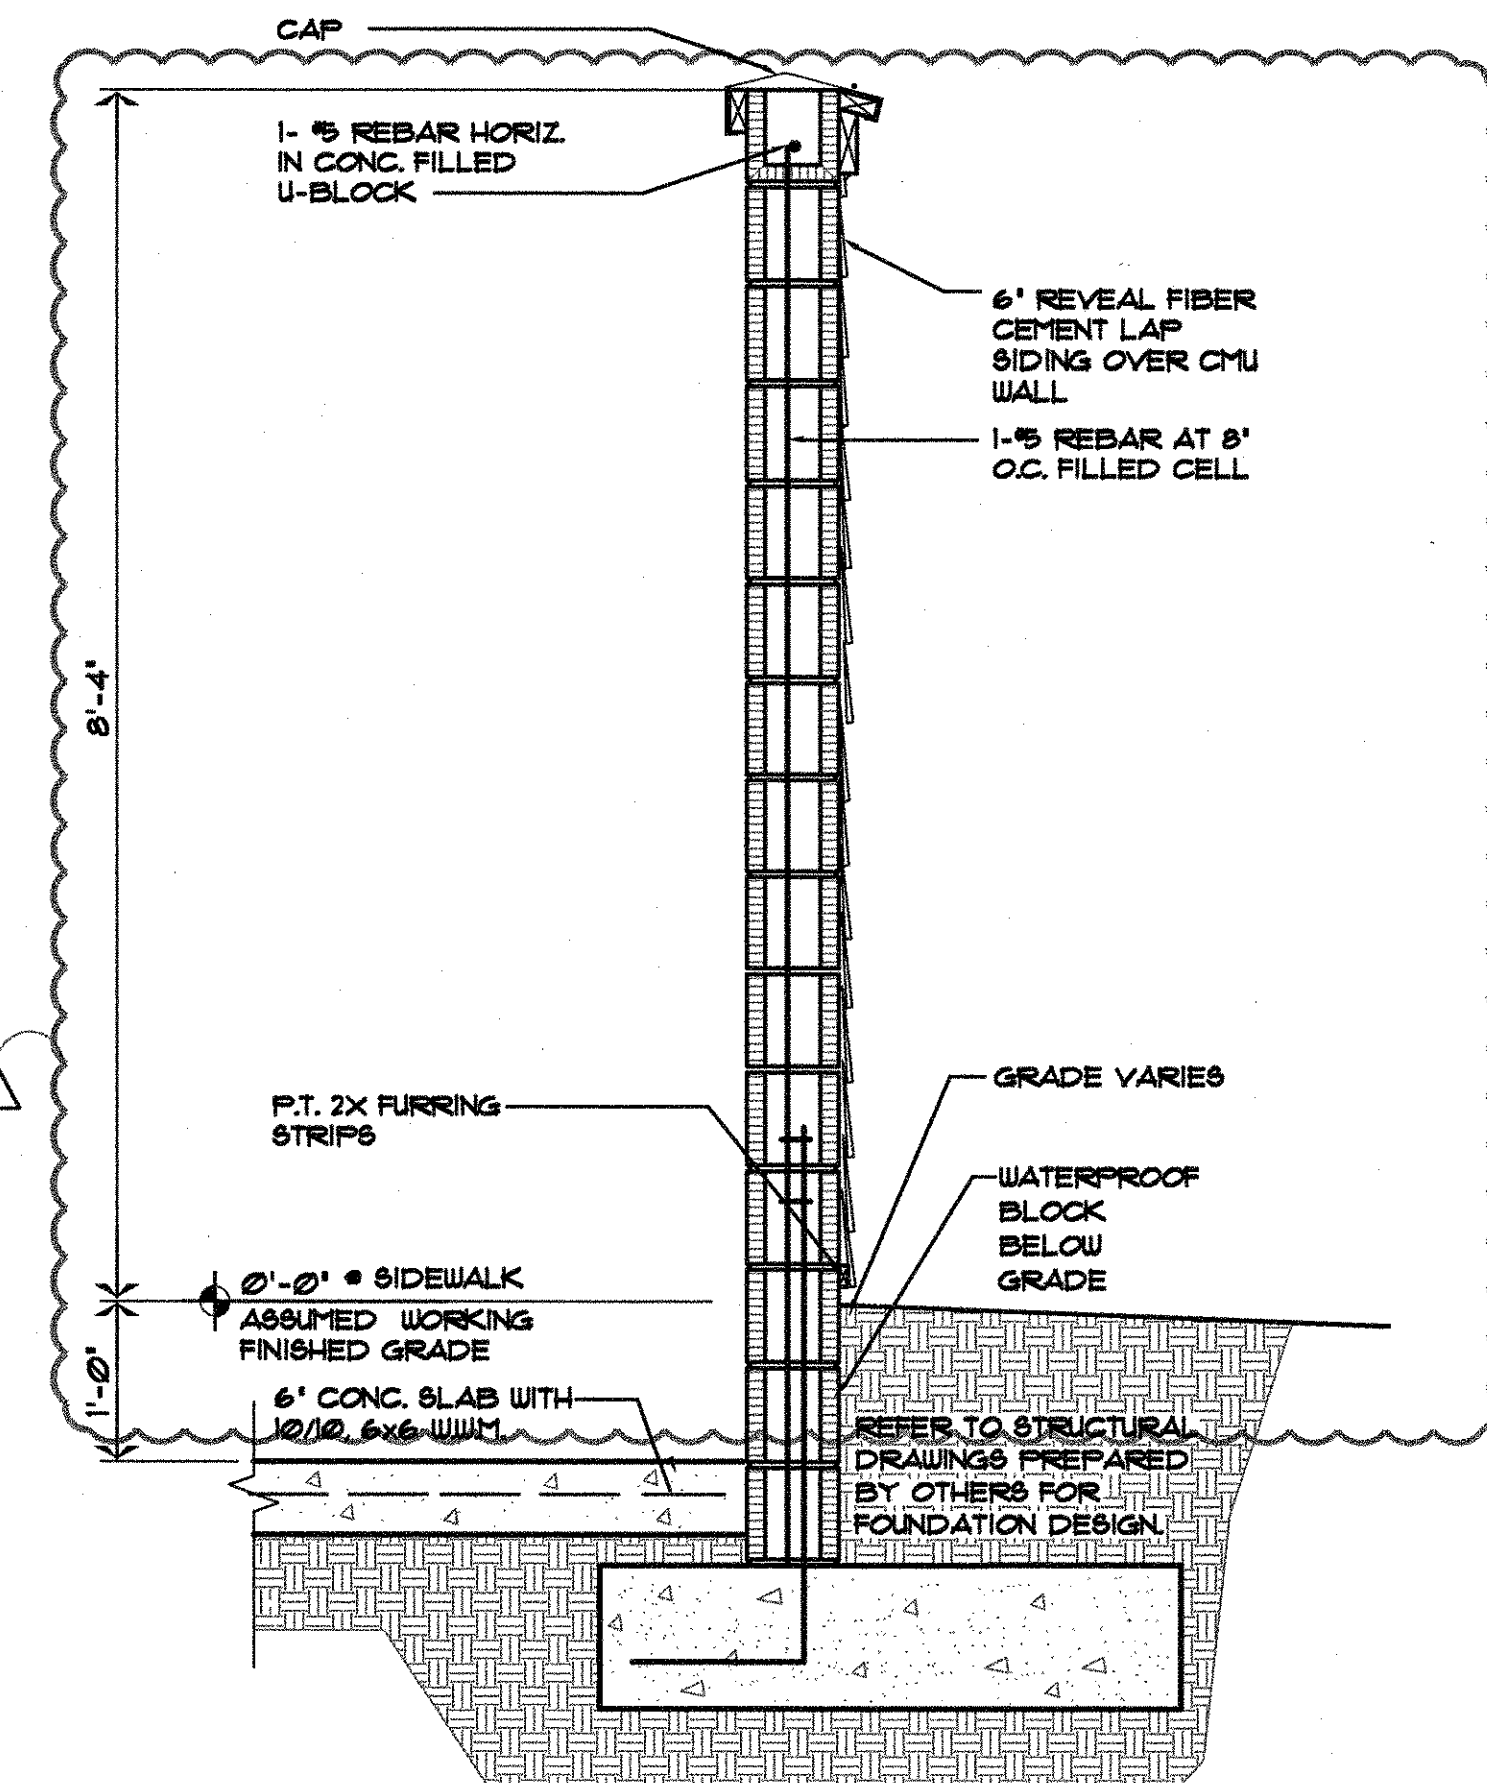 CAP
1- #5 REBAR HORIZ.
IN CONC. FILLED
U-BLOCK
6" REVEAL FIBER
CEMENT LAP
SIDING OVER CMU
WALL
1-#5 REBAR AT 8"
O.C. FILLED CELL
8'-4"
GRADE VARIES
P.T. 2X FURRING
STRIPS
WATERPROOF
BLOCK
BELOW
GRADE
0'-0" @ SIDEWALK
ASSUMED WORKING
FINISHED GRADE
1'-0"
6" CONC. SLAB WITH
10/10, 6x6 W.W.M.
REFER TO STRUCTURAL
DRAWINGS PREPARED
BY OTHERS FOR
FOUNDATION DESIGN.